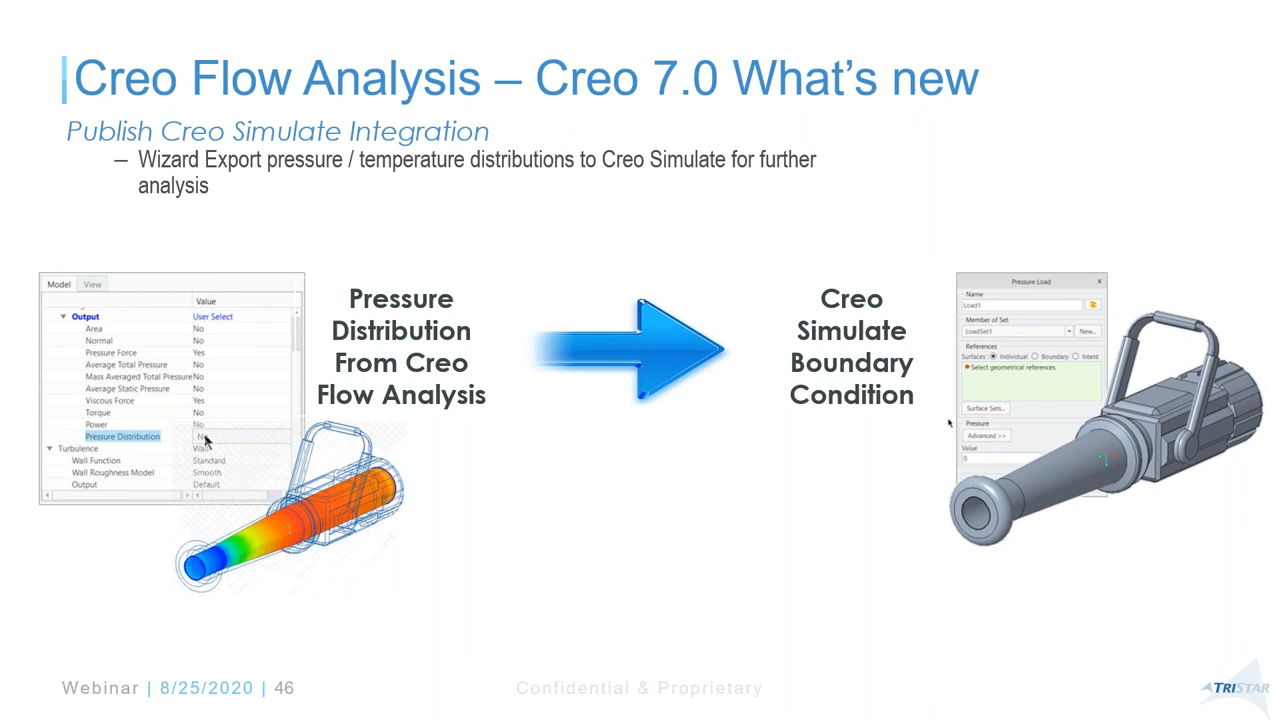 Creo Flow Analysis – Creo 7.0 What's new
Publish Creo Simulate Integration
– Wizard Export pressure / temperature distributions to Creo Simulate for further
analysis
Model View
Value
Output User Select
Area No
Normal No
Pressure Force Yes
Average Total Pressure No
Mass Averaged Total Pressure No
Average Static Pressure No
Viscous Force Yes
Torque No
Power No
Pressure Distribution
Turbulence Wall
Wall Function Standard
Wall Roughness Model Smooth
Output Default
Pressure
Distribution
From Creo
Flow Analysis
Creo
Simulate
Boundary
Condition
Pressure Load
Name
Load1
Member of Set
LoadSet1 New...
References
Surfaces: Individual Boundary Intent
Select geometrical references.
Surface Sets...
Pressure
Advanced >>
Value
0
Webinar | 8/25/2020 | 46
Confidential & Proprietary
TRISTAR